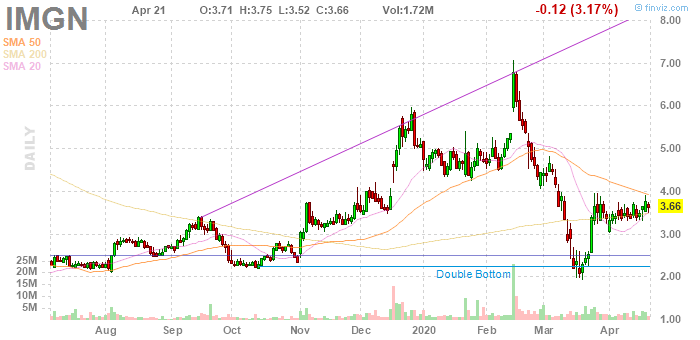 IMGN
Apr 21 O:3.71 H:3.75 L:3.52 C:3.66 Vol:1.72M
-0.12 (3.17%)
© finviz.com
SMA 50
SMA 200
SMA 20
DAILY
8.00
7.00
6.00
5.00
4.00
3.66
3.00
2.00
1.00
25M
20M
15M
10M
5M
Double Bottom
Aug Sep Oct Nov Dec 2020 Feb Mar Apr